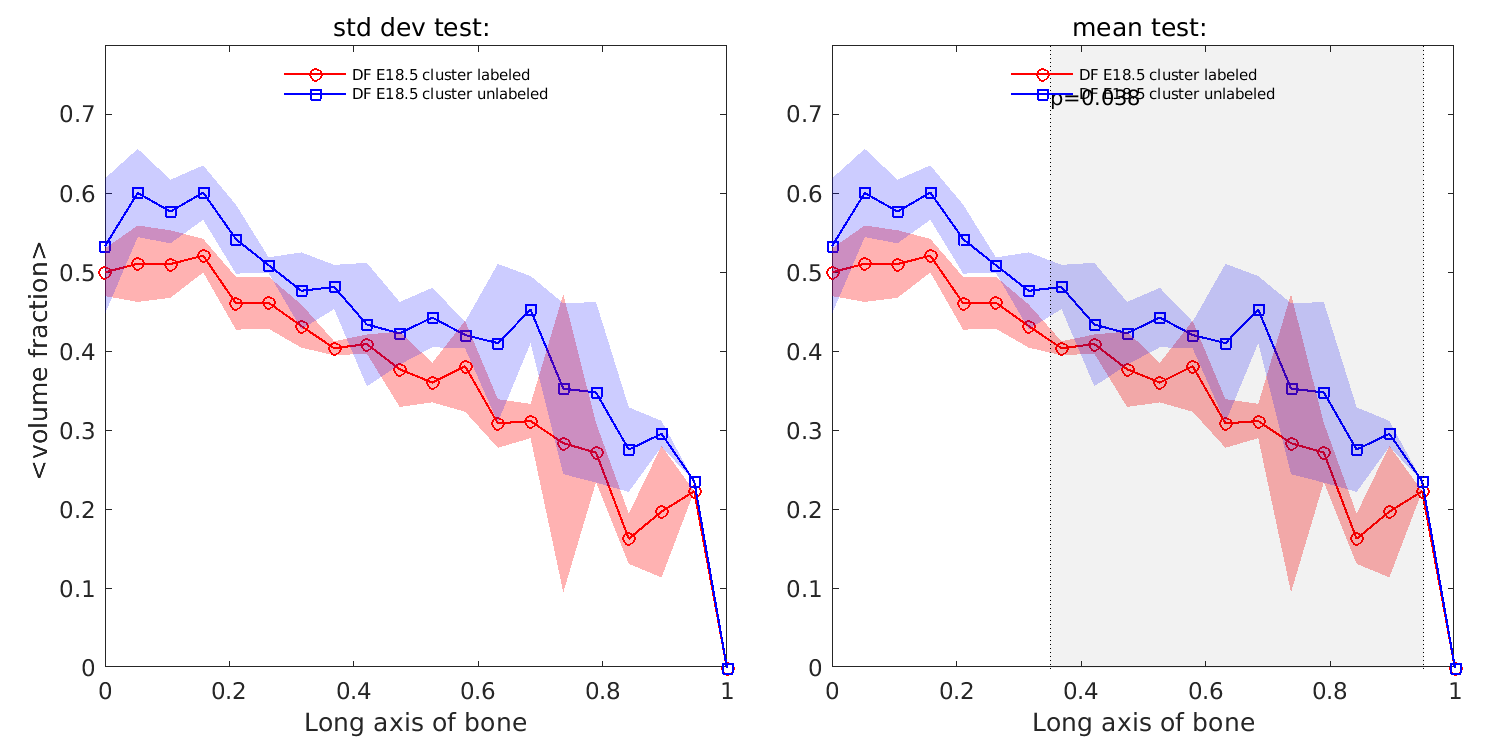 std dev test:
DF E18.5 cluster labeled
DF E18.5 cluster unlabeled
0.7
0.6
0.5
0.4
0.3
0.2
0.1
0
<volume fraction>
0 0.2 0.4 0.6 0.8 1
Long axis of bone
mean test:
DF E18.5 cluster labeled
DF E18.5 cluster unlabeled
p=0.038
0.7
0.6
0.5
0.4
0.3
0.2
0.1
0
0 0.2 0.4 0.6 0.8 1
Long axis of bone